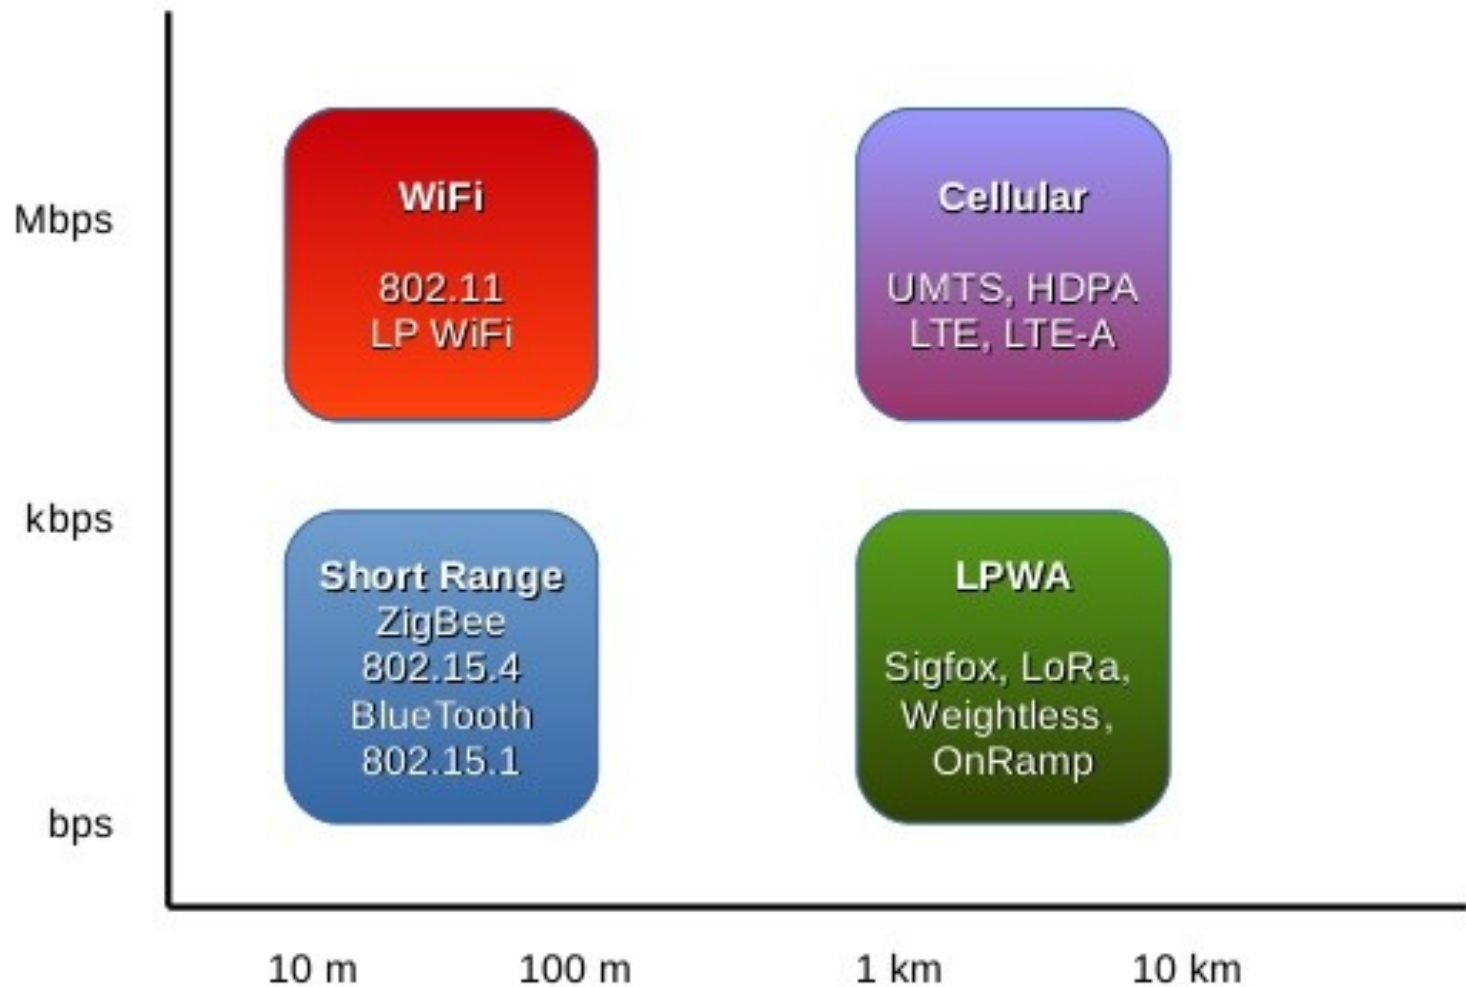 WiFi
802.11
LP WiFi
Cellular
UMTS, HDPA
LTE, LTE-A
Mbps
kbps
bps
Short Range
ZigBee
802.15.4
BlueTooth
802.15.1
LPWA
Sigfox, LoRa,
Weightless,
OnRamp
10 m
100 m
1 km
10 km